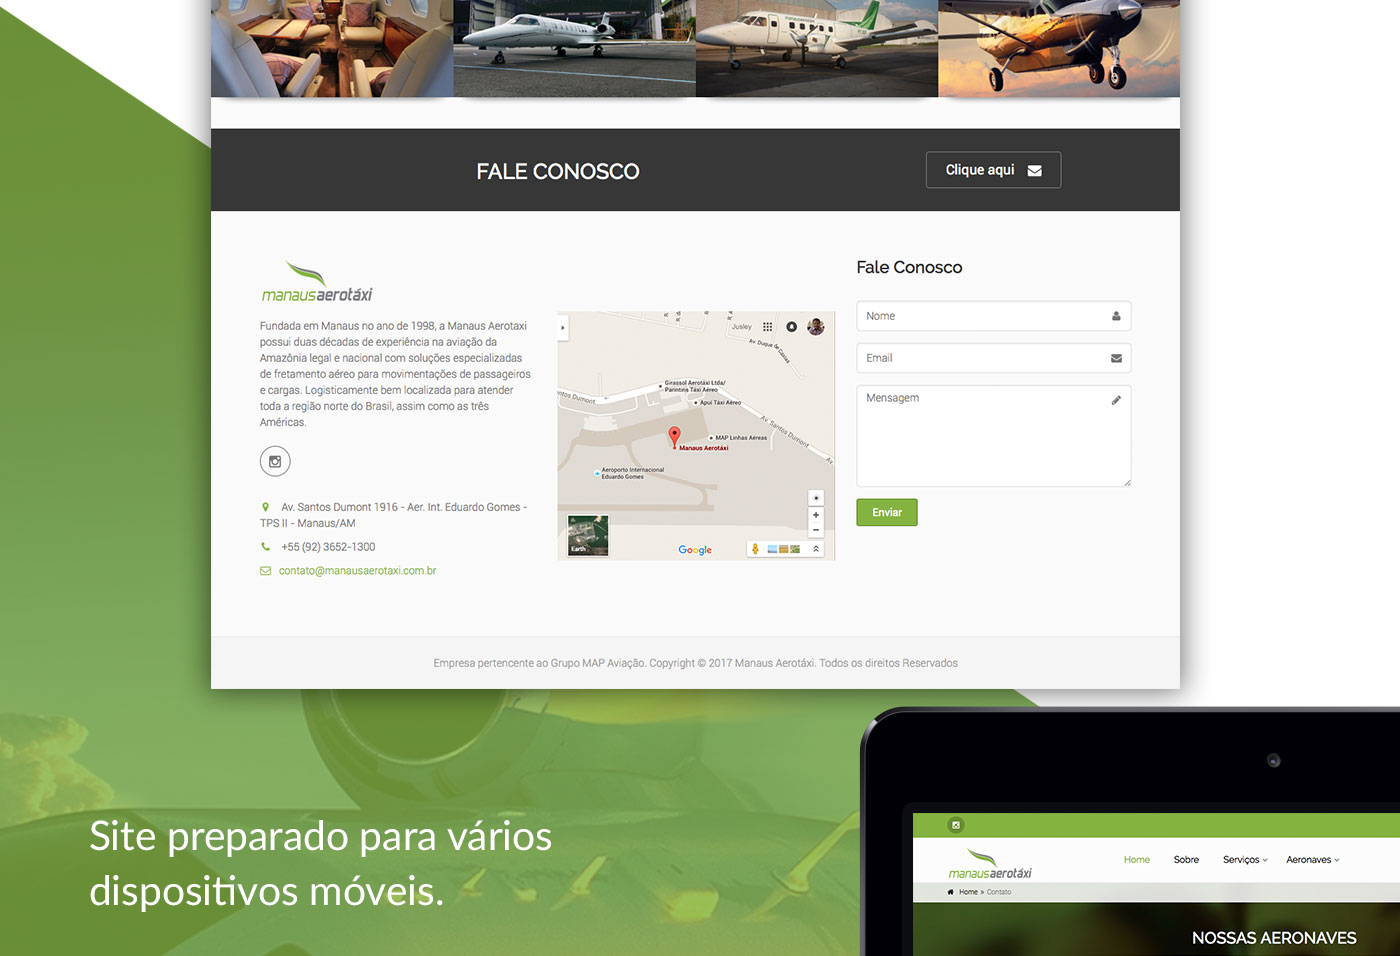 FALE CONOSCO
Clique aqui
manausaerotáxi
Fundada em Manaus no ano de 1998, a Manaus Aerotaxi
possui duas décadas de experiência na aviação da
Amazônia legal e nacional com soluções especializadas
de fretamento aéreo para movimentações de passageiros
e cargas. Logisticamente bem localizada para atender
toda a região norte do Brasil, assim como as três
Américas.
Av. Santos Dumont 1916 - Aer. Int. Eduardo Gomes -
TPS II - Manaus/AM
+55 (92) 3652-1300
contato@manausaerotaxi.com.br
Jusley
Av. Duque de Caxias
Girassol Aerotáxi Ltda/
Parintins Táxi Aéreo
Apuí Táxi Aéreo
Santos Dumont
Av. Santos Dumont
Av.
MAP Linhas Aéreas
Manaus Aerotáxi
Aeroporto Internacional
Eduardo Gomes
Earth
Google
Fale Conosco
Nome
Email
Mensagem
Enviar
Empresa pertencente ao Grupo MAP Aviação. Copyright © 2017 Manaus Aerotáxi. Todos os direitos Reservados
Site preparado para vários
dispositivos móveis.
manausaerotáxi
Home Sobre Serviços Aeronaves
Home » Contato
NOSSAS AERONAVES